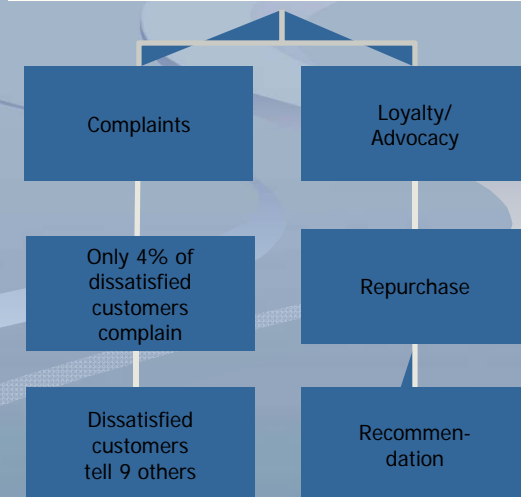 Complaints
Loyalty/
Advocacy
Only 4% of
dissatisfied
customers
complain
Repurchase
Dissatisfied
customers
tell 9 others
Recommen-
dation